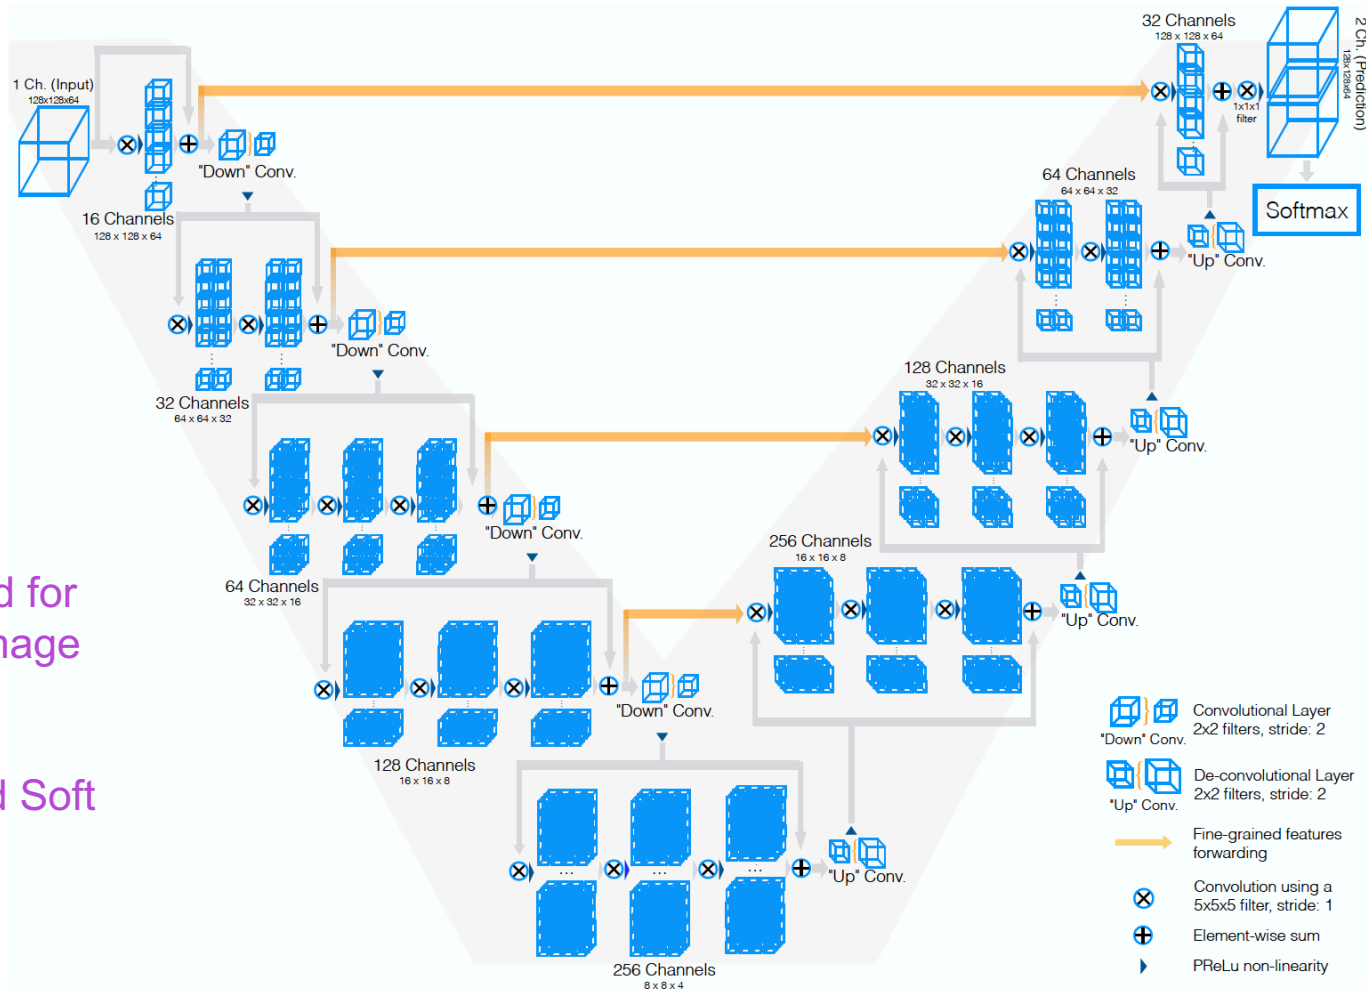 32 Channels
128 x 128 x 64
2 Ch. (Prediction)
128x128x64
1 Ch. (Input)
128x128x64
1x1x1
filter
"Down" Conv.
64 Channels
64 x 64 x 32
Softmax
16 Channels
128 x 128 x 64
"Up" Conv.
"Down" Conv.
128 Channels
32 x 32 x 16
32 Channels
64 x 64 x 32
"Up" Conv.
"Down" Conv.
256 Channels
16 x 16 x 8
d for
nage
64 Channels
32 x 32 x 16
"Up" Conv.
"Down" Conv.
Convolutional Layer
2x2 filters, stride: 2
"Down" Conv.
128 Channels
16 x 16 x 8
d Soft
De-convolutional Layer
2x2 filters, stride: 2
"Up" Conv.
Fine-grained features
forwarding
... ... ...
"Up" Conv.
Convolution using a
5x5x5 filter, stride: 1
Element-wise sum
PReLu non-linearity
256 Channels
8 x 8 x 4